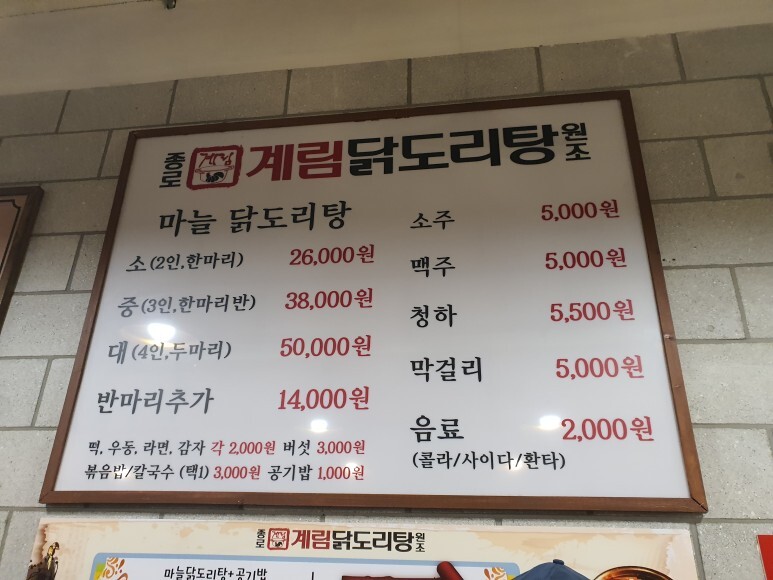 종로 계림 계림닭도리탕 원조
마늘 닭도리탕
소(2인,한마리) 26,000원
중(3인,한마리반) 38,000원
대(4인,두마리) 50,000원
반마리추가 14,000원
떡, 우동, 라면, 감자 각 2,000원 버섯 3,000원
볶음밥/칼국수 (택1) 3,000원 공기밥 1,000원
소주 5,000원
맥주 5,000원
청하 5,500원
막걸리 5,000원
음료 2,000원
(콜라/사이다/환타)
종로 계림닭도리탕 원조
마늘닭도리탕+공기밥